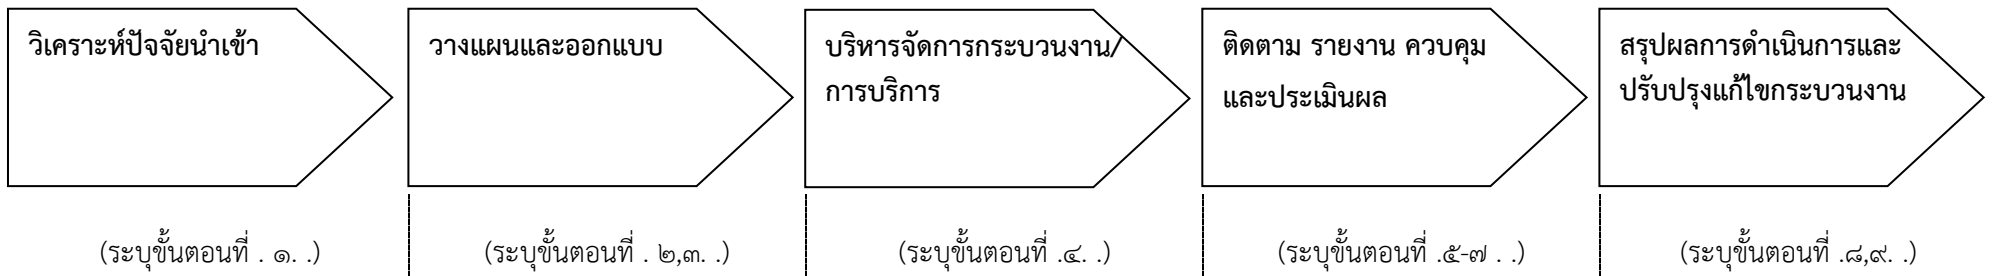 วิเคราะห์ปัจจัยนำเข้า
วางแผนและออกแบบ
บริหารจัดการกระบวนงาน/
การบริการ
ติดตาม รายงาน ควบคุม
และประเมินผล
สรุปผลการดำเนินการและ
ปรับปรุงแก้ไขกระบวนงาน
(ระบุขั้นตอนที่ . ๑. .)
(ระบุขั้นตอนที่ . ๒,๓. .)
(ระบุขั้นตอนที่ .๔. .)
(ระบุขั้นตอนที่ .๕-๗ . .)
(ระบุขั้นตอนที่ .๘,๙. .)